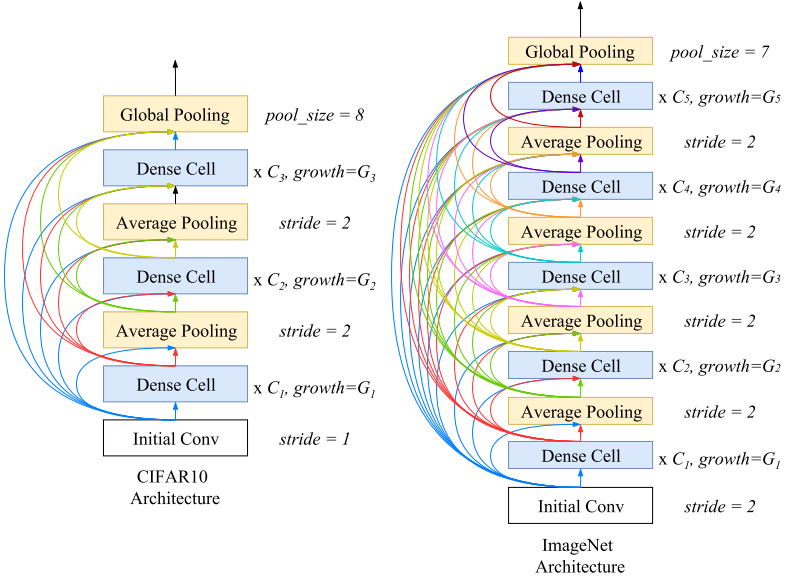 Global Pooling pool_size = 8
Dense Cell x C3, growth=G3
Average Pooling stride = 2
Dense Cell x C2, growth=G2
Average Pooling stride = 2
Dense Cell x C1, growth=G1
Initial Conv stride = 1
CIFAR10
Architecture
Global Pooling pool_size = 7
Dense Cell x C5, growth=G5
Average Pooling stride = 2
Dense Cell x C4, growth=G4
Average Pooling stride = 2
Dense Cell x C3, growth=G3
Average Pooling stride = 2
Dense Cell x C2, growth=G2
Average Pooling stride = 2
Dense Cell x C1, growth=G1
Initial Conv stride = 2
ImageNet
Architecture